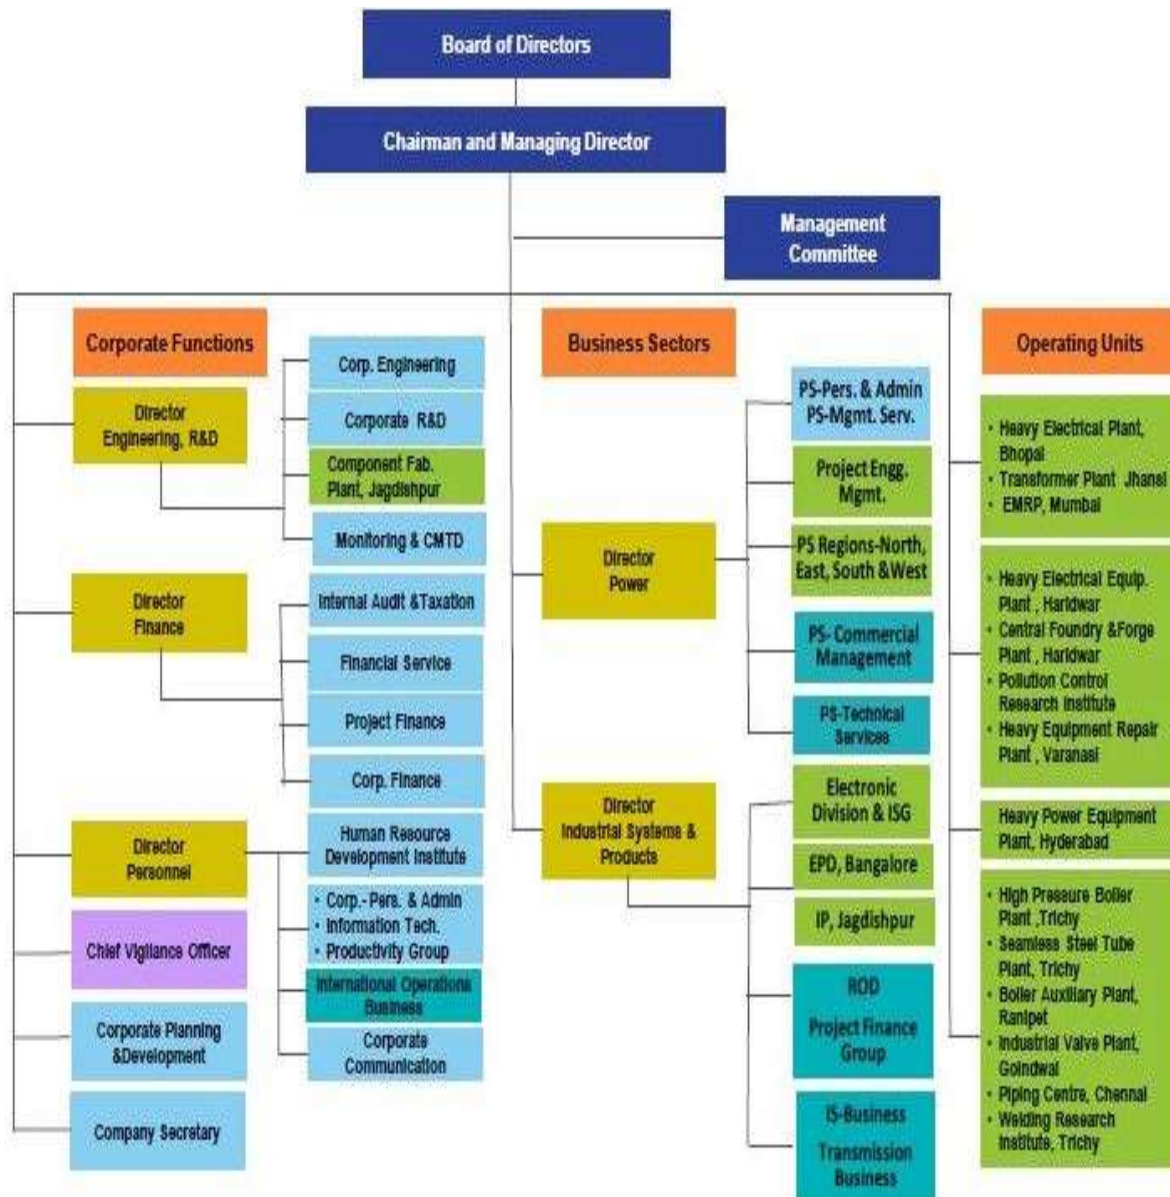 Board of Directors
Chairman and Managing Director
Management
Committee
Corporate Functions
Director
Engineering, R&D
Corp. Engineering
Corporate R&D
Component Fab.
Plant, Jagdishpur
Monitoring & CMTD
Director
Finance
Internal Audit &Taxation
Financial Service
Project Finance
Corp. Finance
Director
Personnel
Human Resource
Development Institute
• Corp.- Pers. & Admin
• Information Tech.
• Productivity Group
International Operations
Business
Corporate
Communication
Chief Vigilance Officer
Corporate Planning
&Development
Company Secretary
Business Sectors
Director
Power
PS-Pers. & Admin
PS-Mgmt. Serv.
Project Engg.
Mgmt.
PS Regions-North,
East, South &West
PS- Commercial
Management
PS-Technical
Services
Director
Industrial Systems &
Products
Electronic
Division & ISG
EPD, Bangalore
IP, Jagdishpur
ROD
Project Finance
Group
IS-Business
Transmission
Business
Operating Units
• Heavy Electrical Plant,
Bhopal
• Transformer Plant Jhansi
• EMRP, Mumbai
• Heavy Electrical Equip.
Plant , Haridwar
• Central Foundry &Forge
Plant , Haridwar
• Pollution Control
Research Institute
• Heavy Equipment Repair
Plant , Varanasi
Heavy Power Equipment
Plant, Hyderabad
• High Pressure Boiler
Plant ,Trichy
• Seamless Steel Tube
Plant, Trichy
• Boiler Auxiliary Plant,
Ranipet
• Industrial Valve Plant,
Goindwal
• Piping Centre, Chennai
• Welding Research
Institute, Trichy